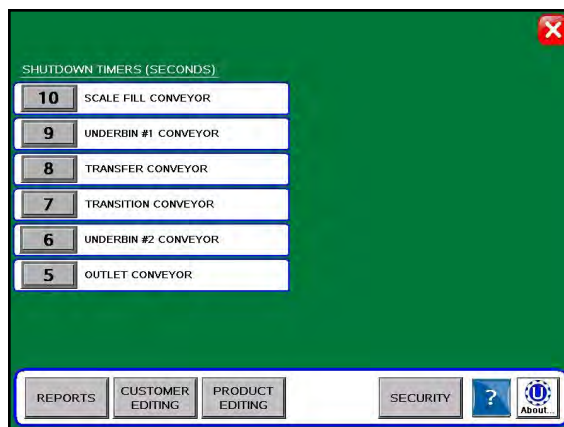 SHUTDOWN TIMERS (SECONDS)
10 SCALE FILL CONVEYOR
9 UNDERBIN #1 CONVEYOR
8 TRANSFER CONVEYOR
7 TRANSITION CONVEYOR
6 UNDERBIN #2 CONVEYOR
5 OUTLET CONVEYOR
REPORTS
CUSTOMER
EDITING
PRODUCT
EDITING
SECURITY
?
U
About...